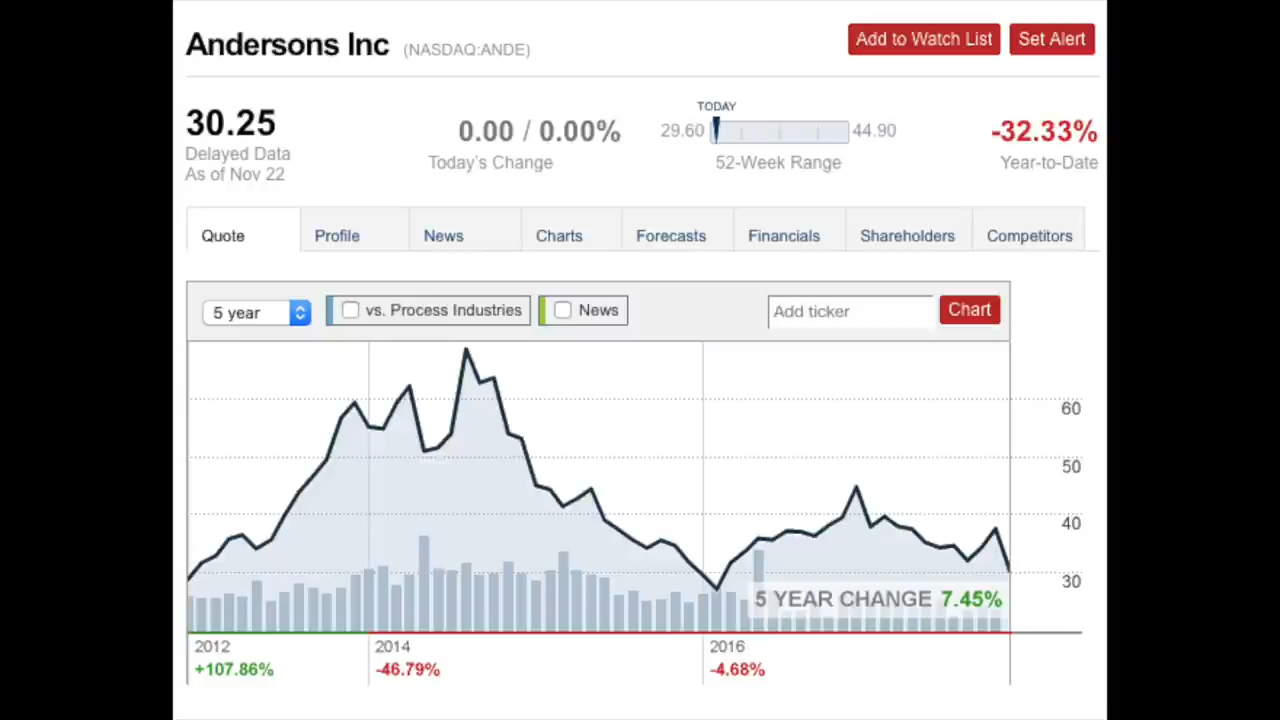 Andersons Inc (NASDAQ:ANDE)
Add to Watch List
Set Alert
30.25
Delayed Data
As of Nov 22
0.00 / 0.00%
Today's Change
TODAY
29.60
44.90
52-Week Range
-32.33%
Year-to-Date
Quote
Profile
News
Charts
Forecasts
Financials
Shareholders
Competitors
5 year
vs. Process Industries
News
Add ticker
Chart
60
50
40
30
5 YEAR CHANGE 7.45%
2012
2014
2016
+107.86%
-46.79%
-4.68%